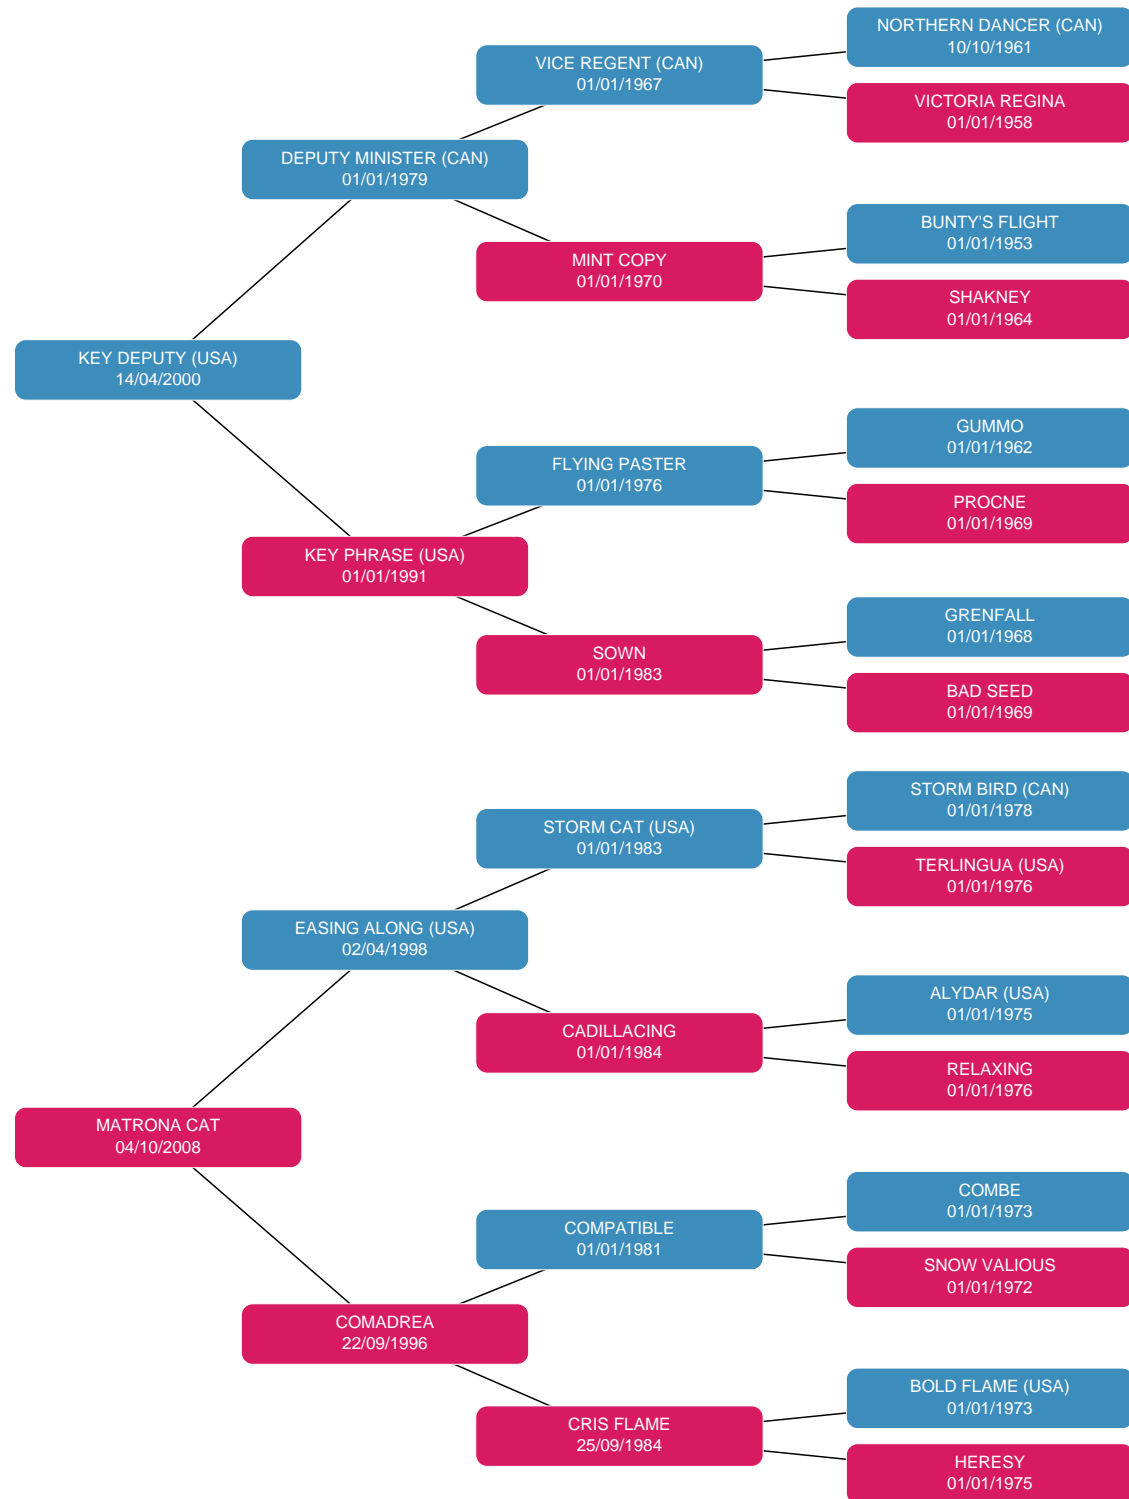 NORTHERN DANCER (CAN)
10/10/1961
VICE REGENT (CAN)
01/01/1967
VICTORIA REGINA
01/01/1958
DEPUTY MINISTER (CAN)
01/01/1979
BUNTY'S FLIGHT
01/01/1953
MINT COPY
01/01/1970
SHAKNEY
01/01/1964
KEY DEPUTY (USA)
14/04/2000
GUMMO
01/01/1962
FLYING PASTER
01/01/1976
PROCNE
01/01/1969
KEY PHRASE (USA)
01/01/1991
GRENFALL
01/01/1968
SOWN
01/01/1983
BAD SEED
01/01/1969
STORM BIRD (CAN)
01/01/1978
STORM CAT (USA)
01/01/1983
TERLINGUA (USA)
01/01/1976
EASING ALONG (USA)
02/04/1998
ALYDAR (USA)
01/01/1975
CADILLACING
01/01/1984
RELAXING
01/01/1976
MATRONA CAT
04/10/2008
COMBE
01/01/1973
COMPATIBLE
01/01/1981
SNOW VALIOUS
01/01/1972
COMADREA
22/09/1996
BOLD FLAME (USA)
01/01/1973
CRIS FLAME
25/09/1984
HERESY
01/01/1975